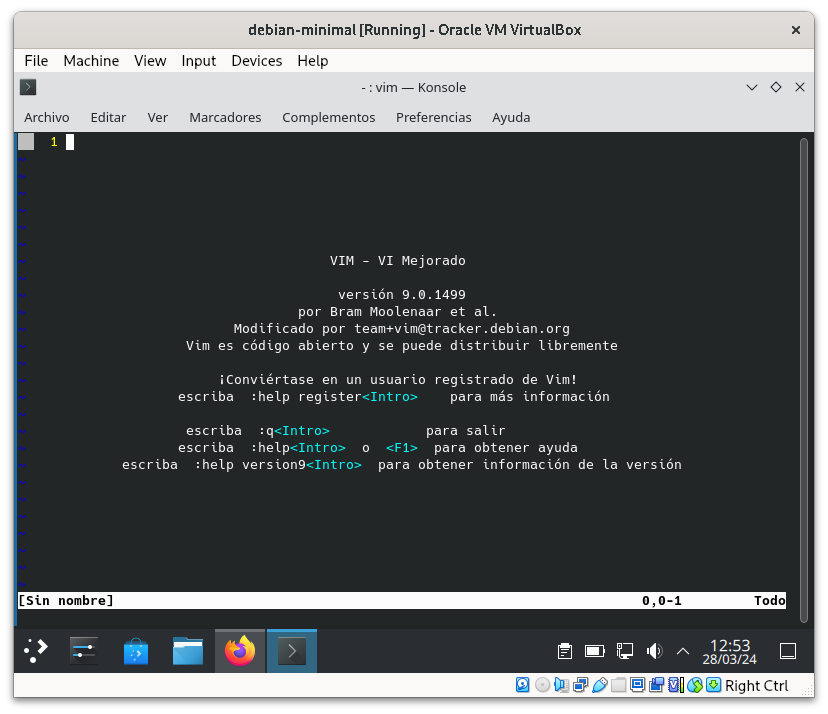 debian-minimal [Running] - Oracle VM VirtualBox
File Machine View Input Devices Help
- : vim — Konsole
Archivo Editar Ver Marcadores Complementos Preferencias Ayuda
1
VIM - VI Mejorado
versión 9.0.1499
por Bram Moolenaar et al.
Modificado por team+vim@tracker.debian.org
Vim es código abierto y se puede distribuir libremente
¡Conviértase en un usuario registrado de Vim!
escriba :help register<Intro> para más información
escriba :q<Intro> para salir
escriba :help<Intro> o <F1> para obtener ayuda
escriba :help version9<Intro> para obtener información de la versión
[Sin nombre] 0,0-1 Todo
12:53
28/03/24
Right Ctrl